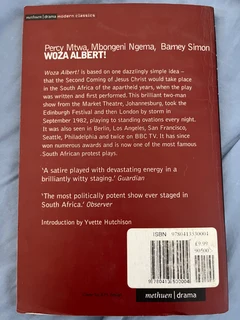 methuen drama modern classics
Percy Mtwa, Mbongeni Ngema, Barney Simon
WOZA ALBERT!
Woza Albert! is based on one dazzlingly simple idea –
that the Second Coming of Jesus Christ would take place
in the South Africa of the apartheid years, when the play
was written and first performed. This brilliant two-man
show from the Market Theatre, Johannesburg, took the
Edinburgh Festival and then London by storm in
September 1982, playing to standing ovations every night.
It was also seen in Berlin, Los Angeles, San Francisco,
Seattle, Philadelphia and twice on BBC TV. It has since
won numerous awards and is now one of the most famous
South African protest plays.
'A satire played with devastating energy in a
brilliantly witty staging.' Guardian
'The most politically potent show ever staged in
South Africa.' Observer
Introduction by Yvette Hutchison
ISBN 9780413530004
£9.99
90500
9780413530004
methuen drama